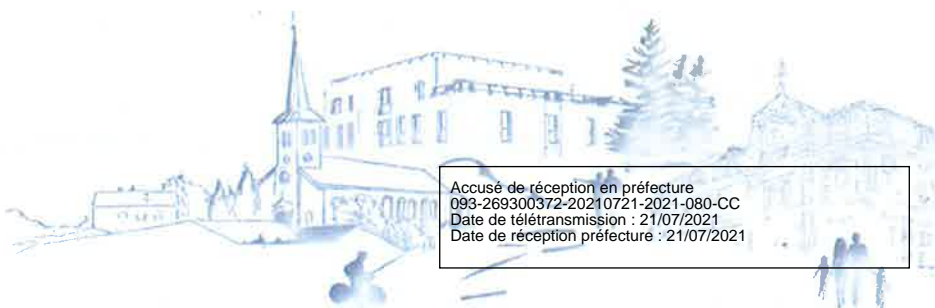 Accusé de réception en préfecture
093-269300372-20210721-2021-080-CC
Date de télétransmission : 21/07/2021
Date de réception préfecture : 21/07/2021